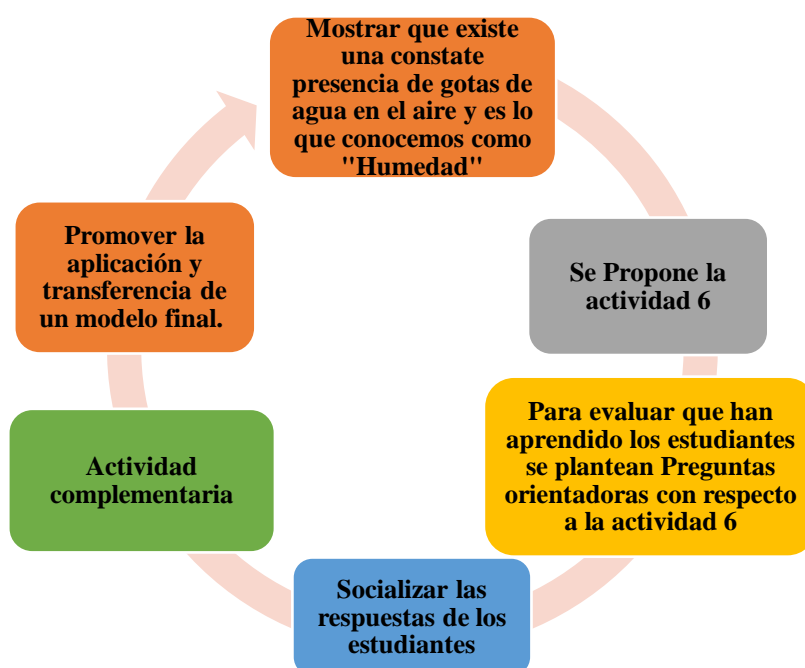 Mostrar que existe
una constate
presencia de gotas de
agua en el aire y es lo
que conocemos como
"Humedad"
Se Propone la
actividad 6
Para evaluar que han
aprendido los estudiantes
se plantean Preguntas
orientadoras con respecto
a la actividad 6
Socializar las
respuestas de los
estudiantes
Actividad
complementaria
Promover la
aplicación y
transferencia de
un modelo final.